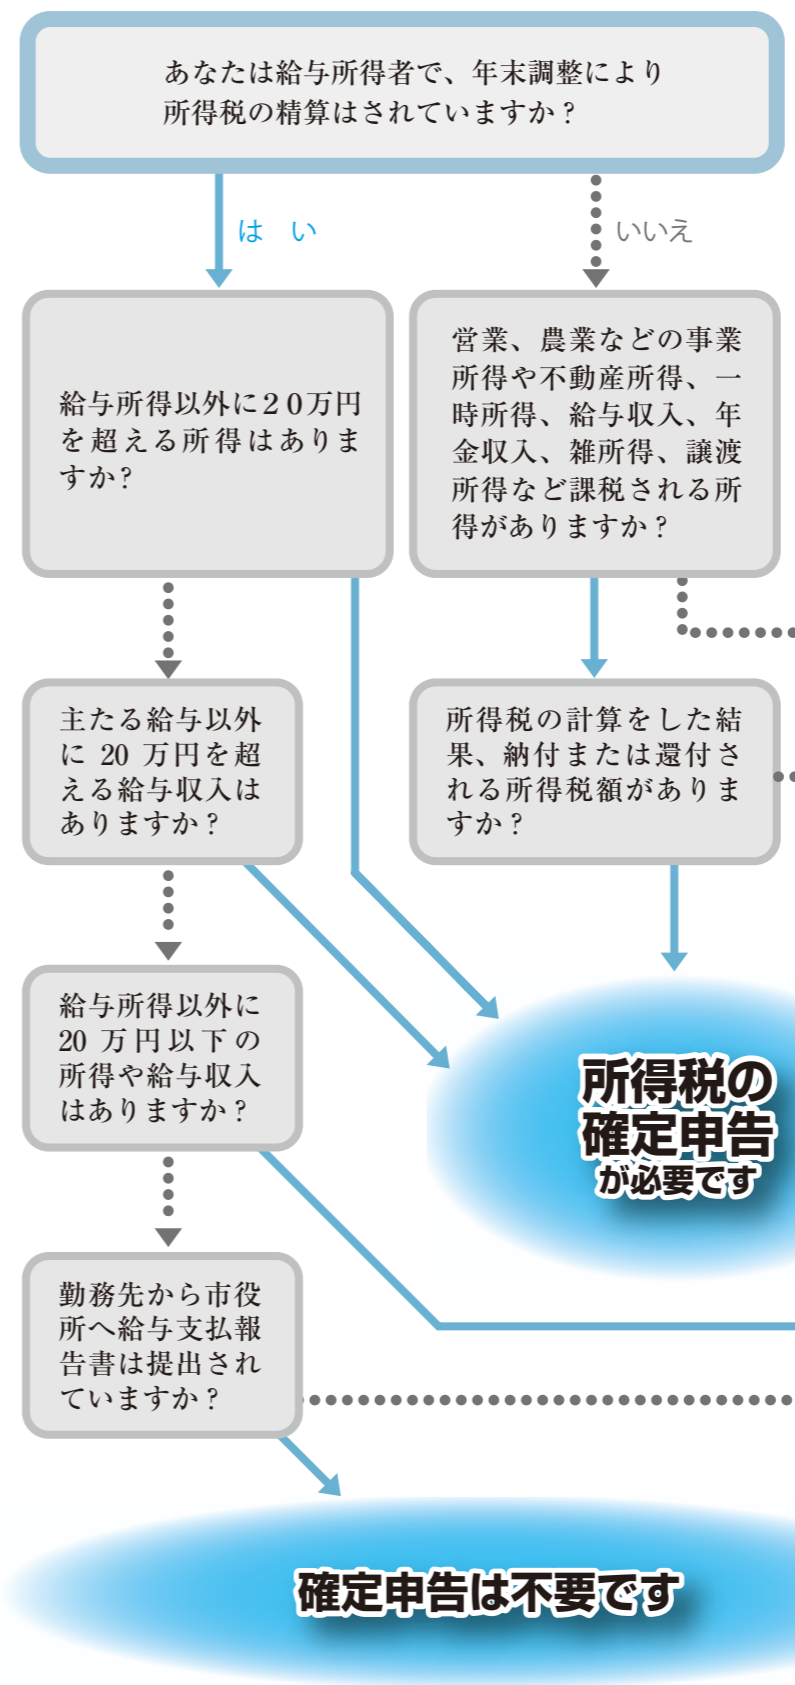 あなたは給与所得者で、年末調整により
所得税の精算はされていますか？
は　い
いいえ
給与所得以外に２０万円
を超える所得はありま
すか？
営業、農業などの事業
所得や不動産所得、一
時所得、給与収入、年
金収入、雑所得、譲渡
所得など課税される所
得がありますか？
主たる給与以外
に 20 万円を超
える給与収入は
ありますか？
所得税の計算をした結
果、納付または還付さ
れる所得税額がありま
すか？
給与所得以外に
20 万円以下の
所得や給与収入
はありますか？
所得税の
確定申告
が必要です
勤務先から市役
所へ給与支払報
告書は提出され
ていますか？
確定申告は不要です